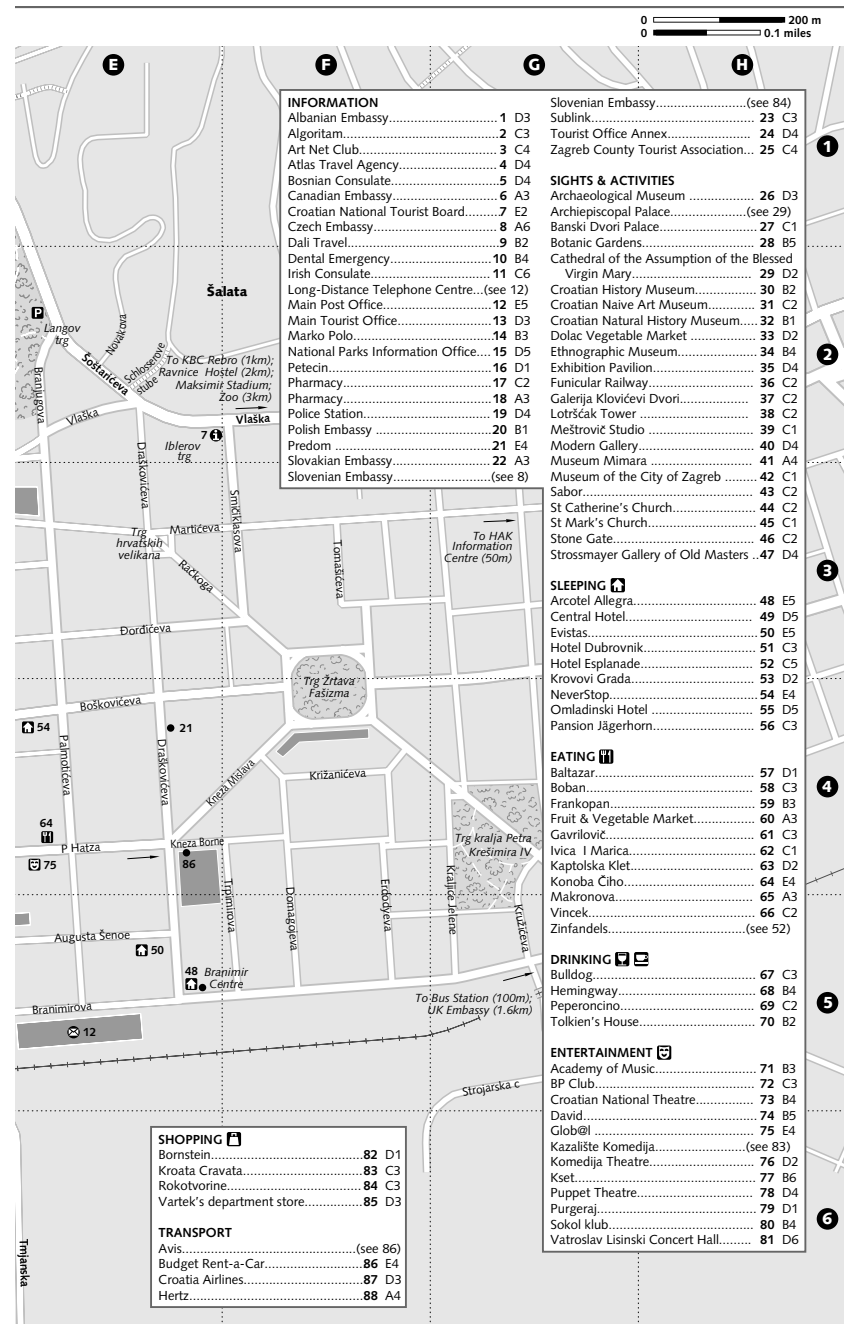 0 200 m
0 0.1 miles
E F G H
INFORMATION
Albanian Embassy 1 D3
Algoritam 2 C3
Art Net Club 3 C4
Atlas Travel Agency 4 D4
Bosnian Consulate 5 D4
Canadian Embassy 6 A3
Croatian National Tourist Board 7 E2
Czech Embassy 8 A6
Dali Travel 9 B2
Dental Emergency 10 B4
Irish Consulate 11 C6
Long-Distance Telephone Centre...(see 12)
Main Post Office 12 E5
Main Tourist Office 13 D3
Marko Polo 14 B3
National Parks Information Office 15 D5
Petecin 16 D1
Pharmacy 17 C2
Pharmacy 18 A3
Police Station 19 D4
Polish Embassy 20 B1
Predom 21 E4
Slovakian Embassy 22 A3
Slovenian Embassy (see 8)
Slovenian Embassy (see 84)
Sublink 23 C3
Tourist Office Annex 24 D4
Zagreb County Tourist Association... 25 C4
SIGHTS & ACTIVITIES
Archaeological Museum 26 D3
Archiepiscopal Palace (see 29)
Banski Dvori Palace 27 C1
Botanic Gardens 28 B5
Cathedral of the Assumption of the Blessed
Virgin Mary 29 D2
Croatian History Museum 30 B2
Croatian Naive Art Museum 31 C2
Croatian Natural History Museum 32 B1
Dolac Vegetable Market 33 D2
Ethnographic Museum 34 B4
Exhibition Pavilion 35 D4
Funicular Railway 36 C2
Galerija Klovićevi Dvori 37 C2
Lotrščak Tower 38 C2
Meštrovič Studio 39 C1
Modern Gallery 40 D4
Museum Mimara 41 A4
Museum of the City of Zagreb 42 C1
Sabor 43 C2
St Catherine's Church 44 C2
St Mark's Church 45 C1
Stone Gate 46 C2
Strossmayer Gallery of Old Masters ..47 D4
SLEEPING
Arcotel Allegra 48 E5
Central Hotel 49 D5
Evistas 50 E5
Hotel Dubrovnik 51 C3
Hotel Esplanade 52 C5
Krovovi Grada 53 D2
NeverStop 54 E4
Omladinski Hotel 55 D5
Pansion Jägerhorn 56 C3
EATING
Baltazar 57 D1
Boban 58 C3
Frankopan 59 B3
Fruit & Vegetable Market 60 A3
Gavrilovič 61 C3
Ivica I Marica 62 C1
Kaptolska Klet 63 D2
Konoba Čiho 64 E4
Makronova 65 A3
Vincek 66 C2
Zinfandels (see 52)
DRINKING
Bulldog 67 C3
Hemingway 68 B4
Peperoncino 69 C2
Tolkien's House 70 B2
ENTERTAINMENT
Academy of Music 71 B3
BP Club 72 C3
Croatian National Theatre 73 B4
David 74 B5
Glob@l 75 E4
Kazalište Komedija (see 83)
Komedija Theatre 76 D2
Kset 77 B6
Puppet Theatre 78 D4
Purgeraj 79 D1
Sokol klub 80 B4
Vatroslav Lisinski Concert Hall 81 D6
SHOPPING
Bornstein 82 D1
Kroata Cravata 83 C3
Rokotvorine 84 C3
Vartek's department store 85 D3
TRANSPORT
Avis (see 86)
Budget Rent-a-Car 86 E4
Croatia Airlines 87 D3
Hertz 88 A4
1
2
3
4
5
6
Šalata
P
Langov
trg
Novakova
Schlosserove
stube
Šoštarićeva
Branjugova
To KBC Rebro (1km);
Ravnice Hostel (2km);
Maksimir Stadium;
Zoo (3km)
Vlaška
Vlaška
7
Iblerov
trg
Draškovićeva
Smičiklasova
Trg
hrvatskih
velikana
Martićeva
Račkoga
Tomašićeva
To HAK
Information
Centre (50m)
Đorđićeva
Trg Žrtava
Fašizma
Boškovićeva
54
21
Palmotićeva
Draškovićeva
Kneza Mislava
Križanićeva
64
P Hatza
75
Kneza Borne
86
Trg kralja Petra
Krešimira IV
Trpimirova
Domagojeva
Erdodyeva
Kraljice Jelene
Kružićeva
Augusta Šenoe
50
48
Branimir
Centre
Branimirova
12
To Bus Station (100m);
UK Embassy (1.6km)
Strojarska c
Trnjanska